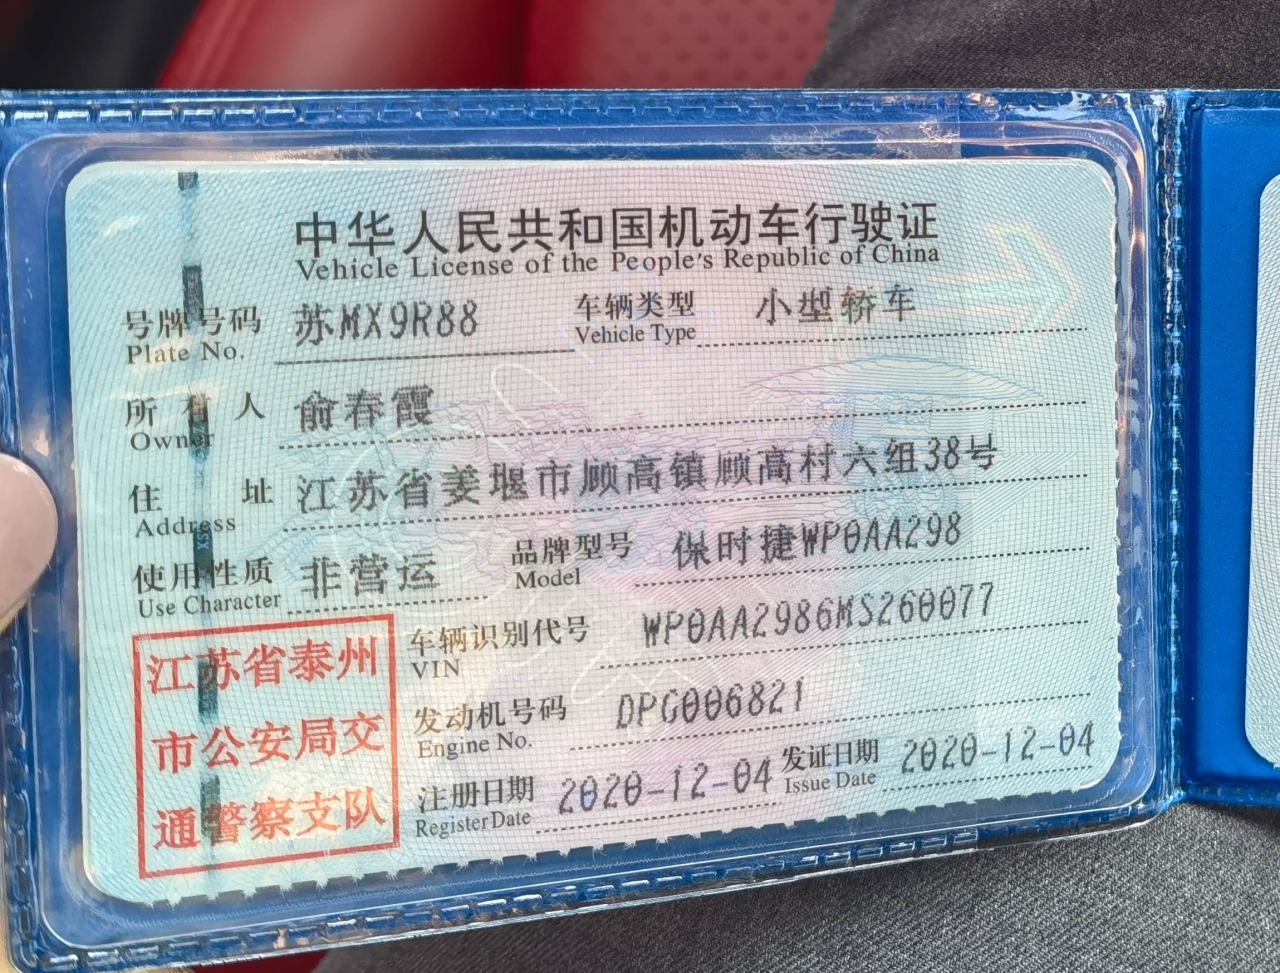 中华人民共和国机动车行驶证
Vehicle License of the People's Republic of China
号牌号码 苏MX9R88 车辆类型 小型轿车
Plate No. Vehicle Type
所有人 俞春霞
Owner
住址 江苏省姜堰市顾高镇顾高村六组38号
Address
使用性质 非营运 品牌型号 保时捷WP0AA298
Use Character Model
江苏省泰州
市公安局交
通警察支队
车辆识别代号 WP0AA2986MS260077
VIN
发动机号码 DPG006821
Engine No.
注册日期 2020-12-04 发证日期 2020-12-04
Register Date Issue Date